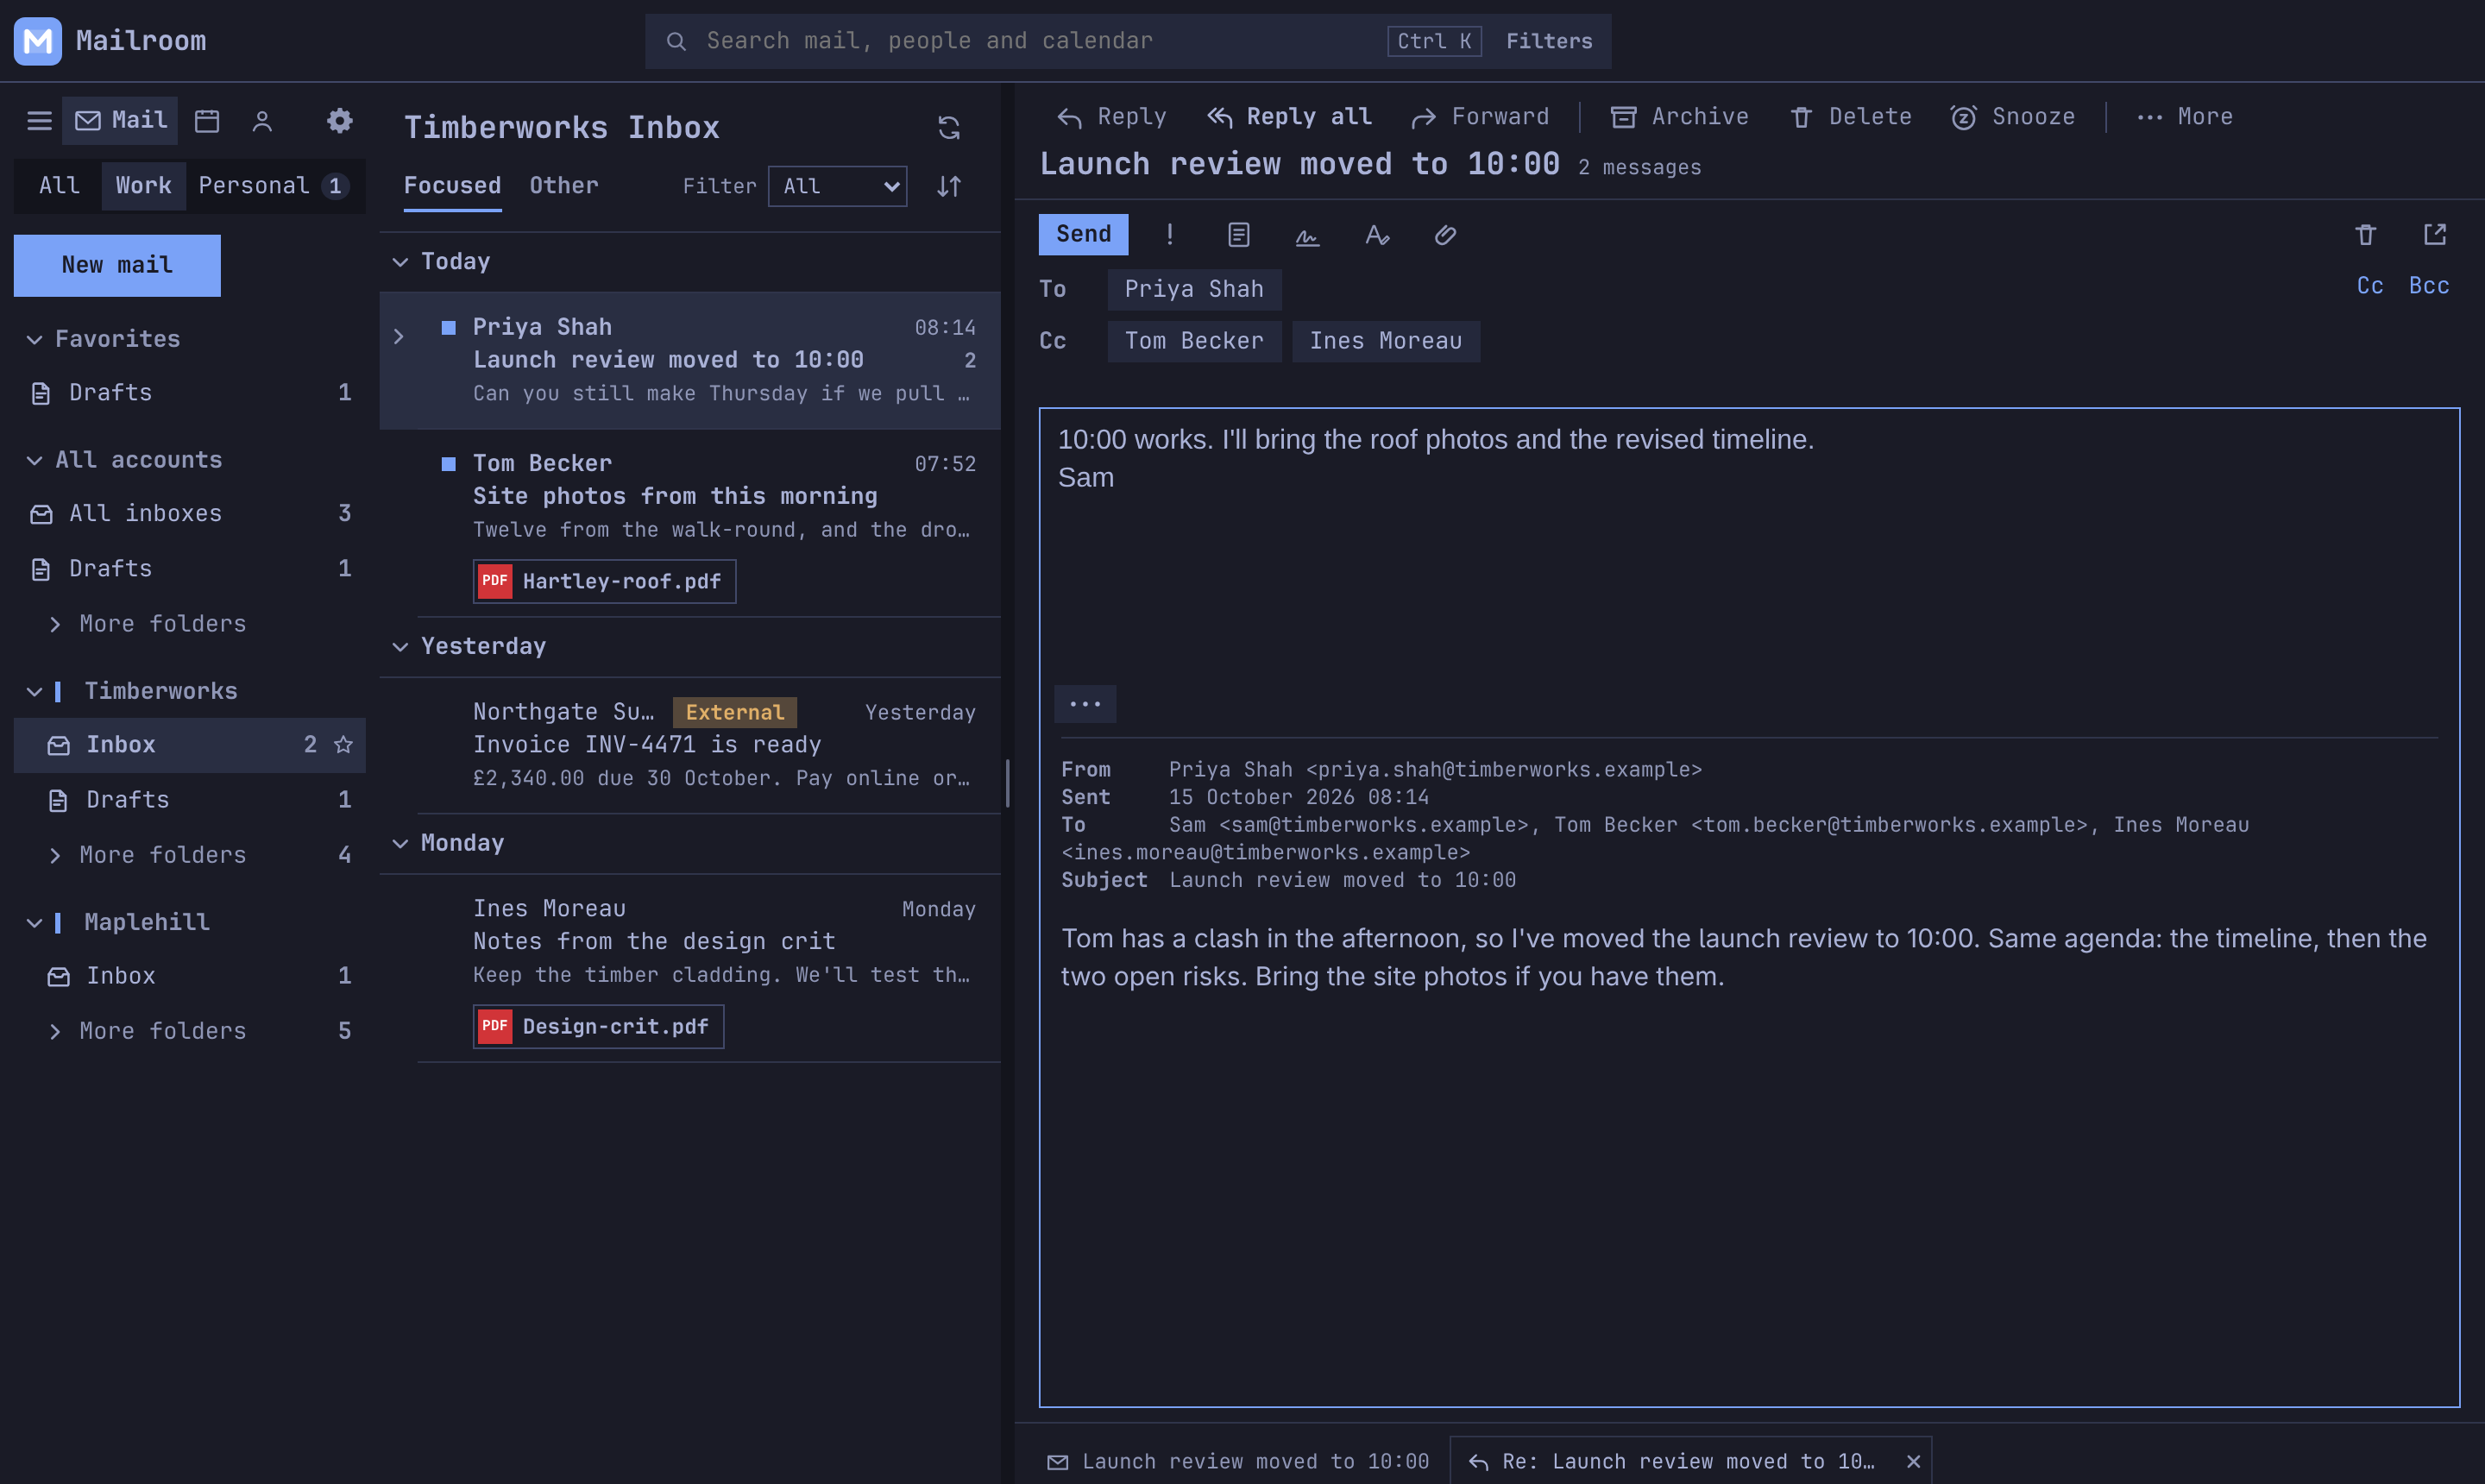 Mailroom
Search mail, people and calendar
Ctrl K
Filters
Mail
All
Work
Personal 1
New mail
Favorites
Drafts 1
All accounts
All inboxes 3
Drafts 1
More folders
Timberworks
Inbox 2
Drafts 1
More folders 4
Maplehill
Inbox 1
More folders 5
Timberworks Inbox
Focused
Other
Filter
All
Today
Priya Shah 08:14
Launch review moved to 10:00 2
Can you still make Thursday if we pull …
Tom Becker 07:52
Site photos from this morning
Twelve from the walk-round, and the dro…
PDF Hartley-roof.pdf
Yesterday
Northgate Su… External Yesterday
Invoice INV-4471 is ready
£2,340.00 due 30 October. Pay online or…
Monday
Ines Moreau Monday
Notes from the design crit
Keep the timber cladding. We'll test th…
PDF Design-crit.pdf
Reply
Reply all
Forward
Archive
Delete
Snooze
More
Launch review moved to 10:00 2 messages
Send
To Priya Shah
Cc Bcc
Cc Tom Becker Ines Moreau
10:00 works. I'll bring the roof photos and the revised timeline.
Sam
From Priya Shah <priya.shah@timberworks.example>
Sent 15 October 2026 08:14
To Sam <sam@timberworks.example>, Tom Becker <tom.becker@timberworks.example>, Ines Moreau
<ines.moreau@timberworks.example>
Subject Launch review moved to 10:00
Tom has a clash in the afternoon, so I've moved the launch review to 10:00. Same agenda: the timeline, then the
two open risks. Bring the site photos if you have them.
Launch review moved to 10:00
Re: Launch review moved to 10…